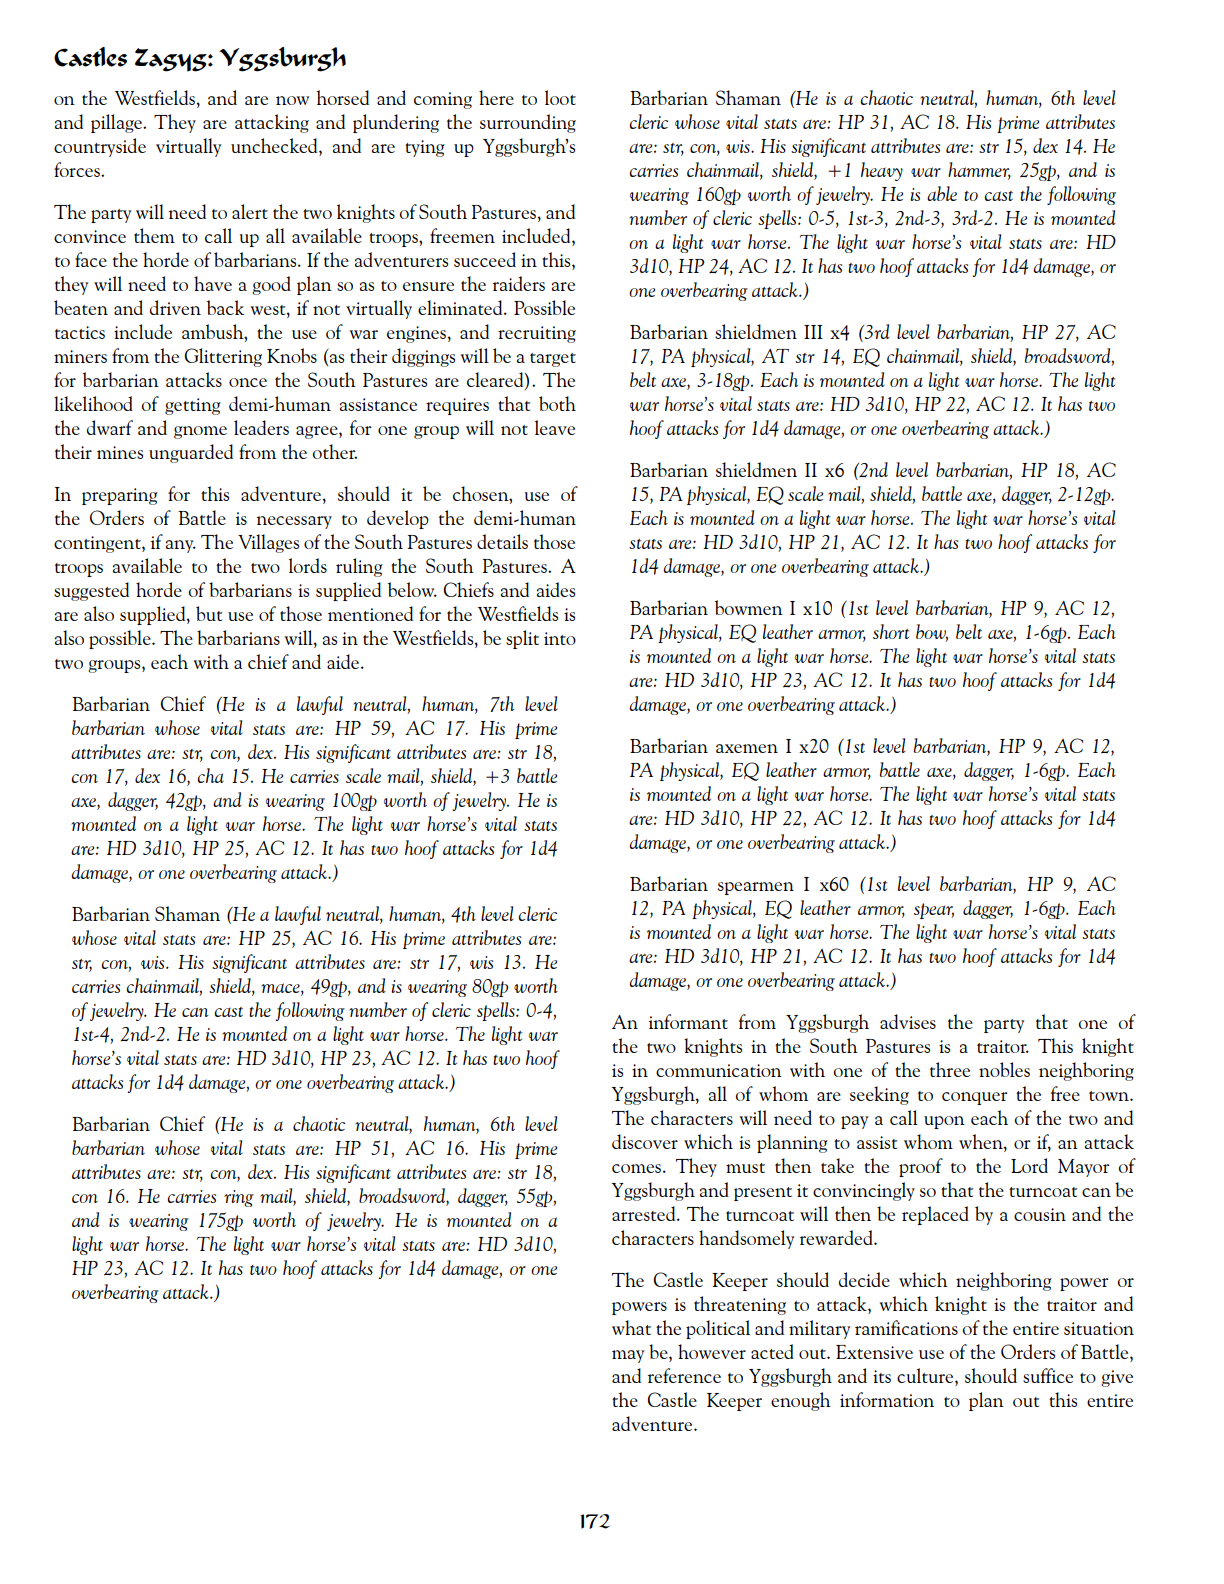 Castles Zagyg: Yggsburgh
on the Westfields, and are now horsed and coming here to loot
and pillage. They are attacking and plundering the surrounding
countryside virtually unchecked, and are tying up Yggsburgh's
forces.
The party will need to alert the two knights of South Pastures, and
convince them to call up all available troops, freemen included,
to face the horde of barbarians. If the adventurers succeed in this,
they will need to have a good plan so as to ensure the raiders are
beaten and driven back west, if not virtually eliminated. Possible
tactics include ambush, the use of war engines, and recruiting
miners from the Glittering Knobs (as their diggings will be a target
for barbarian attacks once the South Pastures are cleared). The
likelihood of getting demi-human assistance requires that both
the dwarf and gnome leaders agree, for one group will not leave
their mines unguarded from the other.
In preparing for this adventure, should it be chosen, use of
the Orders of Battle is necessary to develop the demi-human
contingent, if any. The Villages of the South Pastures details those
troops available to the two lords ruling the South Pastures. A
suggested horde of barbarians is supplied below. Chiefs and aides
are also supplied, but use of those mentioned for the Westfields is
also possible. The barbarians will, as in the Westfields, be split into
two groups, each with a chief and aide.
Barbarian Chief (He is a lawful neutral, human, 7th level
barbarian whose vital stats are: HP 59, AC 17. His prime
attributes are: str, con, dex. His significant attributes are: str 18,
con 17, dex 16, cha 15. He carries scale mail, shield, +3 battle
axe, dagger, 42gp, and is wearing 100gp worth of jewelry. He is
mounted on a light war horse. The light war horse's vital stats
are: HD 3d10, HP 25, AC 12. It has two hoof attacks for 1d4
damage, or one overbearing attack.)
Barbarian Shaman (He a lawful neutral, human, 4th level cleric
whose vital stats are: HP 25, AC 16. His prime attributes are:
str, con, wis. His significant attributes are: str 17, wis 13. He
carries chainmail, shield, mace, 49gp, and is wearing 80gp worth
of jewelry. He can cast the following number of cleric spells: 0-4,
1st-4, 2nd-2. He is mounted on a light war horse. The light war
horse's vital stats are: HD 3d10, HP 23, AC 12. It has two hoof
attacks for 1d4 damage, or one overbearing attack.)
Barbarian Chief (He is a chaotic neutral, human, 6th level
barbarian whose vital stats are: HP 51, AC 16. His prime
attributes are: str, con, dex. His significant attributes are: str 18,
con 16. He carries ring mail, shield, broadsword, dagger, 55gp,
and is wearing 175gp worth of jewelry. He is mounted on a
light war horse. The light war horse's vital stats are: HD 3d10,
HP 23, AC 12. It has two hoof attacks for 1d4 damage, or one
overbearing attack.)
Barbarian Shaman (He is a chaotic neutral, human, 6th level
cleric whose vital stats are: HP 31, AC 18. His prime attributes
are: str, con, wis. His significant attributes are: str 15, dex 14. He
carries chainmail, shield, +1 heavy war hammer, 25gp, and is
wearing 160gp worth of jewelry. He is able to cast the following
number of cleric spells: 0-5, 1st-3, 2nd-3, 3rd-2. He is mounted
on a light war horse. The light war horse's vital stats are: HD
3d10, HP 24, AC 12. It has two hoof attacks for 1d4 damage, or
one overbearing attack.)
Barbarian shieldmen III x4 (3rd level barbarian, HP 27, AC
17, PA physical, AT str 14, EQ chainmail, shield, broadsword,
belt axe, 3-18gp. Each is mounted on a light war horse. The light
war horse's vital stats are: HD 3d10, HP 22, AC 12. It has two
hoof attacks for 1d4 damage, or one overbearing attack.)
Barbarian shieldmen II x6 (2nd level barbarian, HP 18, AC
15, PA physical, EQ scale mail, shield, battle axe, dagger, 2-12gp.
Each is mounted on a light war horse. The light war horse's vital
stats are: HD 3d10, HP 21, AC 12. It has two hoof attacks for
1d4 damage, or one overbearing attack.)
Barbarian bowmen I x10 (1st level barbarian, HP 9, AC 12,
PA physical, EQ leather armor, short bow, belt axe, 1-6gp. Each
is mounted on a light war horse. The light war horse's vital stats
are: HD 3d10, HP 23, AC 12. It has two hoof attacks for 1d4
damage, or one overbearing attack.)
Barbarian axemen I x20 (1st level barbarian, HP 9, AC 12,
PA physical, EQ leather armor, battle axe, dagger, 1-6gp. Each
is mounted on a light war horse. The light war horse's vital stats
are: HD 3d10, HP 22, AC 12. It has two hoof attacks for 1d4
damage, or one overbearing attack.)
Barbarian spearmen I x60 (1st level barbarian, HP 9, AC
12, PA physical, EQ leather armor, spear, dagger, 1-6gp. Each
is mounted on a light war horse. The light war horse's vital stats
are: HD 3d10, HP 21, AC 12. It has two hoof attacks for 1d4
damage, or one overbearing attack.)
An informant from Yggsburgh advises the party that one of
the two knights in the South Pastures is a traitor. This knight
is in communication with one of the three nobles neighboring
Yggsburgh, all of whom are seeking to conquer the free town.
The characters will need to pay a call upon each of the two and
discover which is planning to assist whom when, or if, an attack
comes. They must then take the proof to the Lord Mayor of
Yggsburgh and present it convincingly so that the turncoat can be
arrested. The turncoat will then be replaced by a cousin and the
characters handsomely rewarded.
The Castle Keeper should decide which neighboring power or
powers is threatening to attack, which knight is the traitor and
what the political and military ramifications of the entire situation
may be, however acted out. Extensive use of the Orders of Battle,
and reference to Yggsburgh and its culture, should suffice to give
the Castle Keeper enough information to plan out this entire
adventure.
172